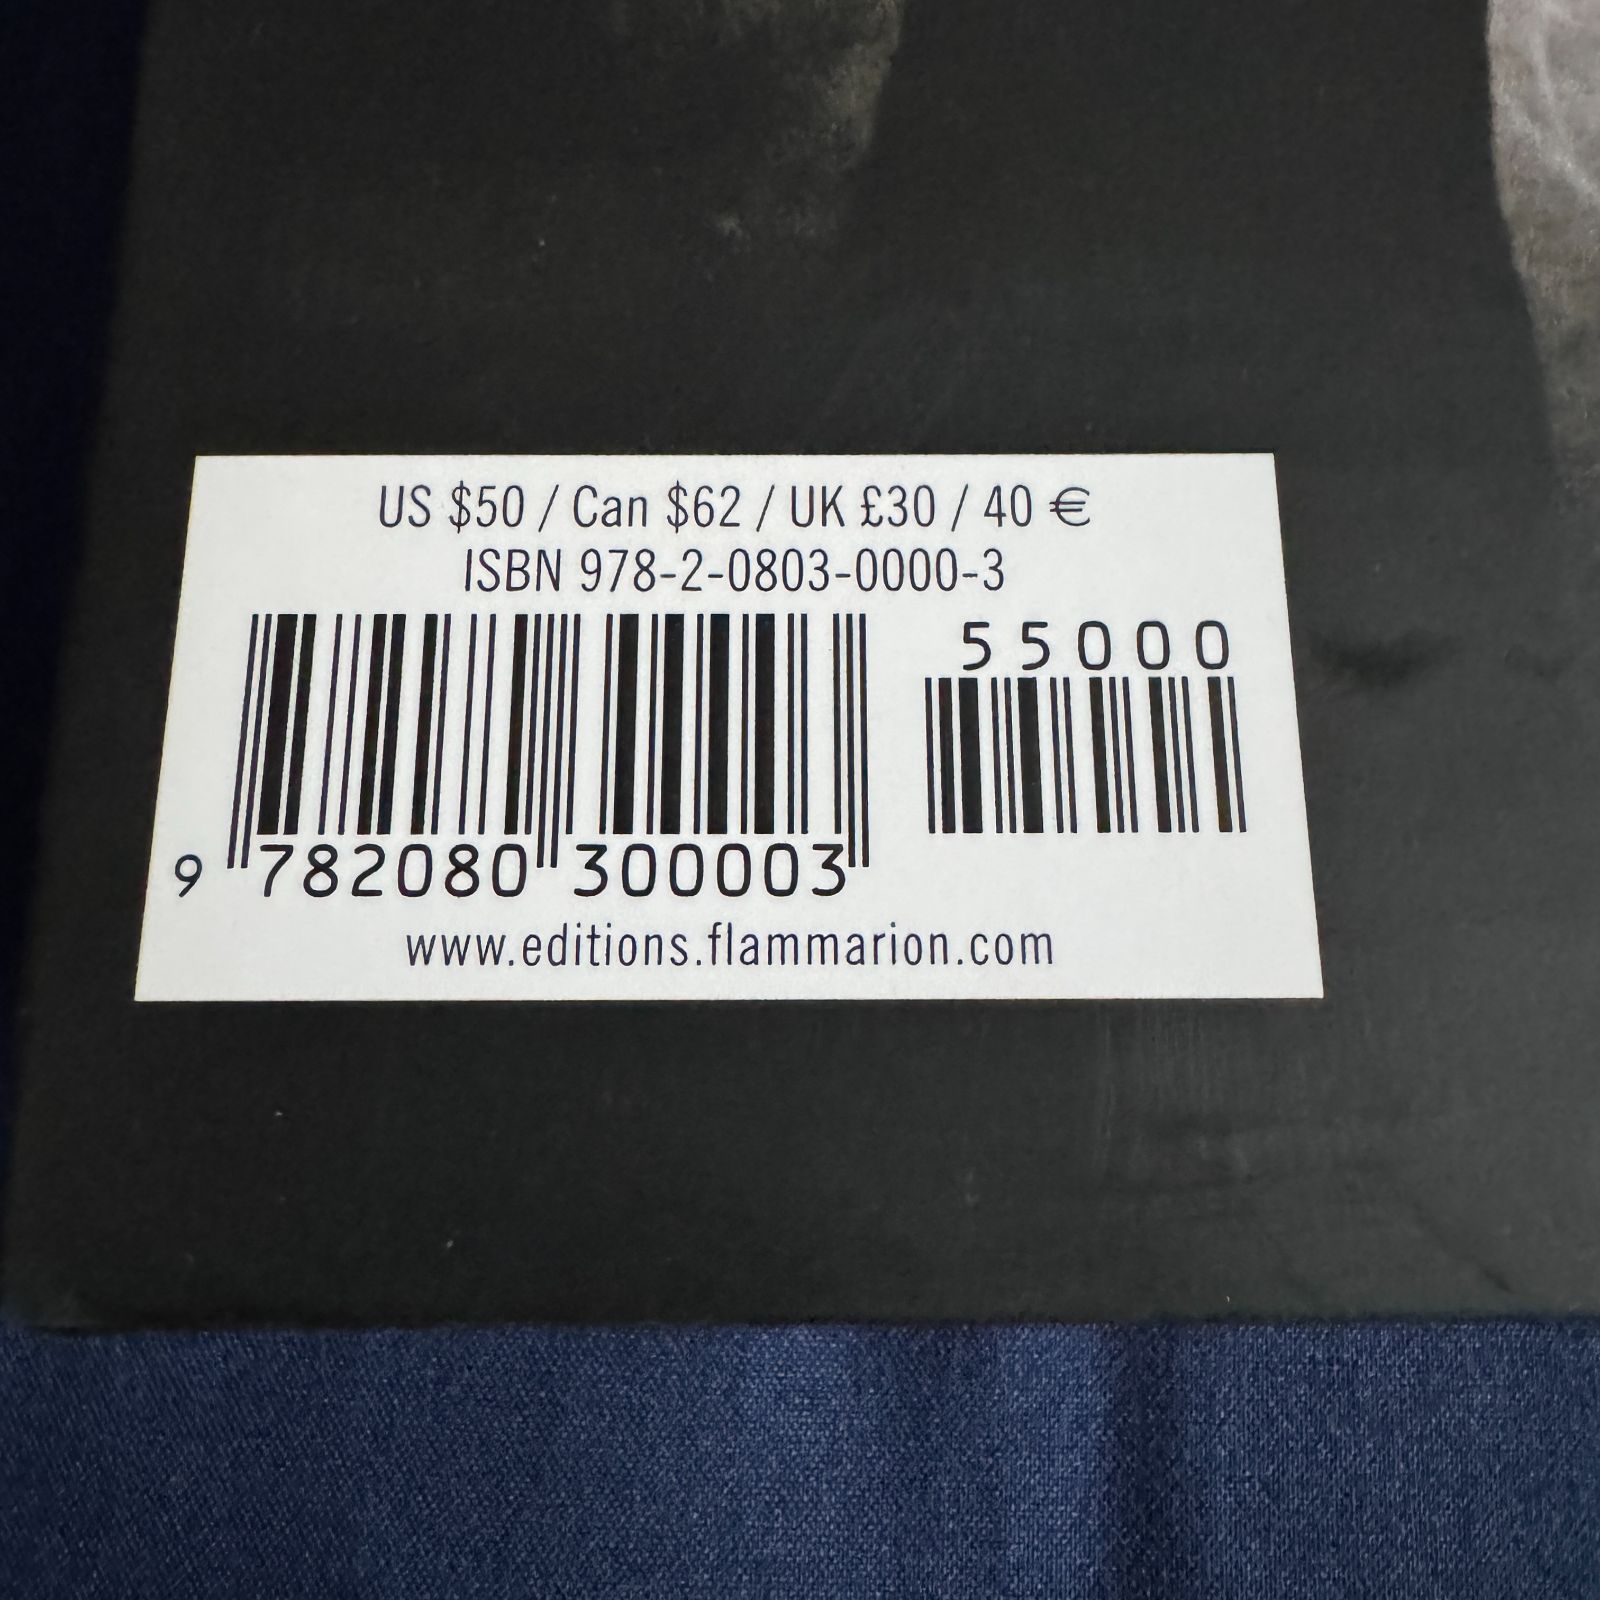 US $50 / Can $62 / UK £30 / 40 €
ISBN 978-2-0803-0000-3
55000
9 782080 300003
www.editions.flammarion.com